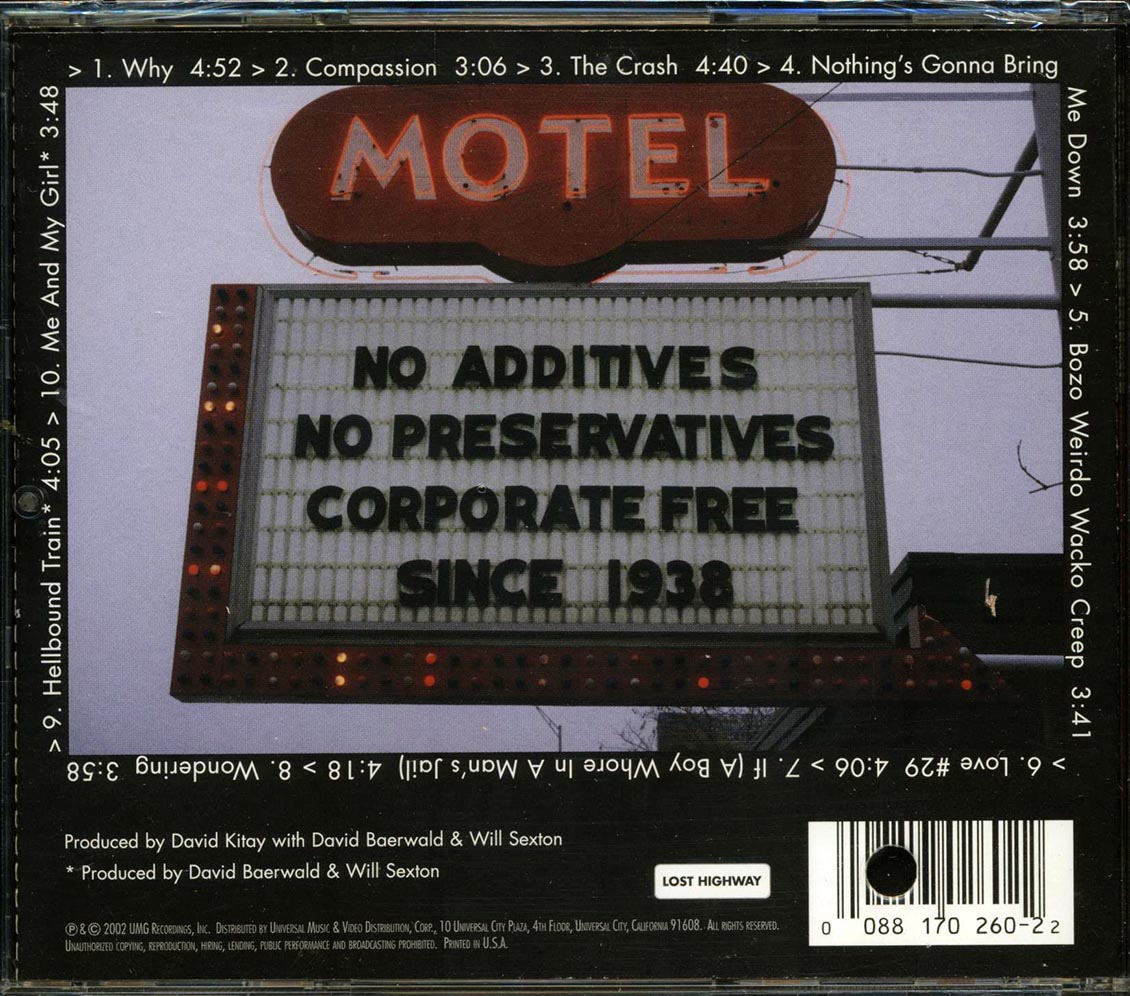 > 1. Why 4:52 > 2. Compassion 3:06 > 3. The Crash 4:40 > 4. Nothing's Gonna Bring
Me Down 3:58 > 5. Bozo Weirdo Wacko Creep 3:41
> 6. Love #29 4:06 > 7. If (A Boy Whore In A Man's Jail) 4:18 > 8. Wondering 3:58
> 9. Hellbound Train* 4:05 > 10. Me And My Girl* 3:48
MOTEL
NO ADDITIVES
NO PRESERVATIVES
CORPORATE FREE
SINCE 1938
Produced by David Kitay with David Baerwald & Will Sexton
* Produced by David Baerwald & Will Sexton
LOST HIGHWAY
℗ & © 2002 UMG Recordings, Inc. Distributed by Universal Music & Video Distribution, Corp., 10 Universal City Plaza, 4th Floor, Universal City, California 91608. All rights reserved.
Unauthorized copying, reproduction, hiring, lending, public performance and broadcasting prohibited. Printed in U.S.A.
0 088 170 260-2 2